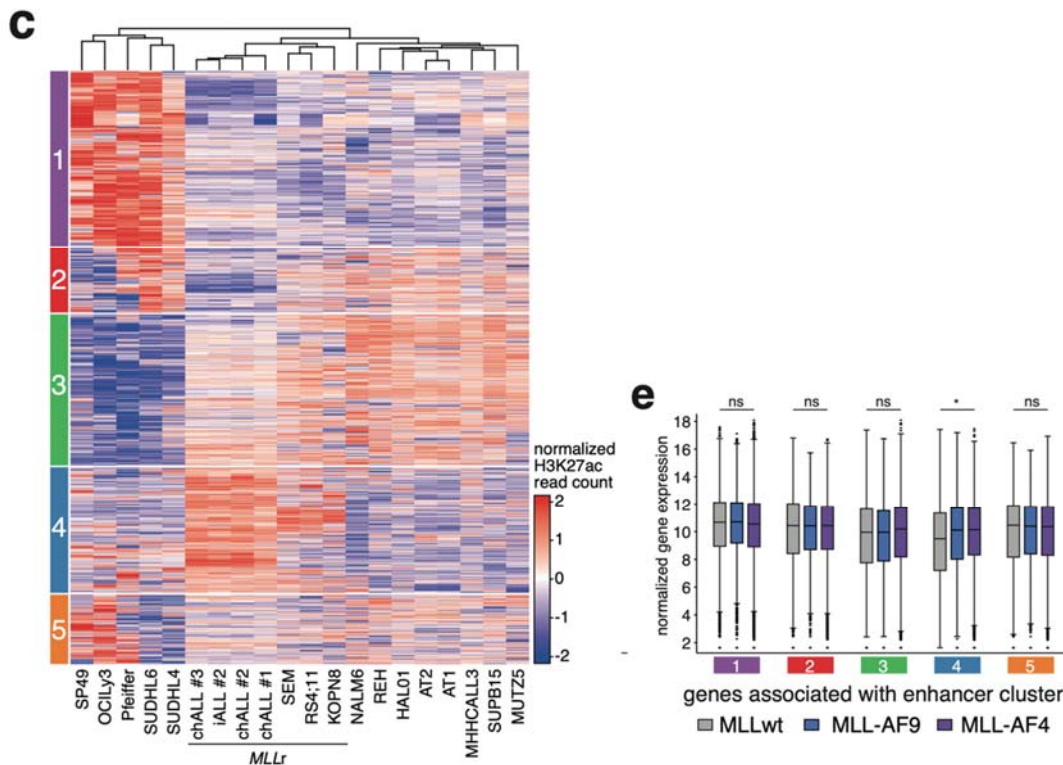 c
1
2
3
4
5
normalized
H3K27ac
read count
2
1
0
-1
-2
SP49
OCILy3
Pfeiffer
SUDHL6
SUDHL4
chALL #3
iALL #2
chALL #2
chALL #1
SEM
RS4;11
KOPN8
NALM6
REH
HAL01
AT2
AT1
MHHCALL3
SUPB15
MUTZ5
MLLr
e
ns ns ns * ns
normalized gene expression
18
16
14
12
10
8
6
4
2
1 2 3 4 5
genes associated with enhancer cluster
MLLwt MLL-AF9 MLL-AF4